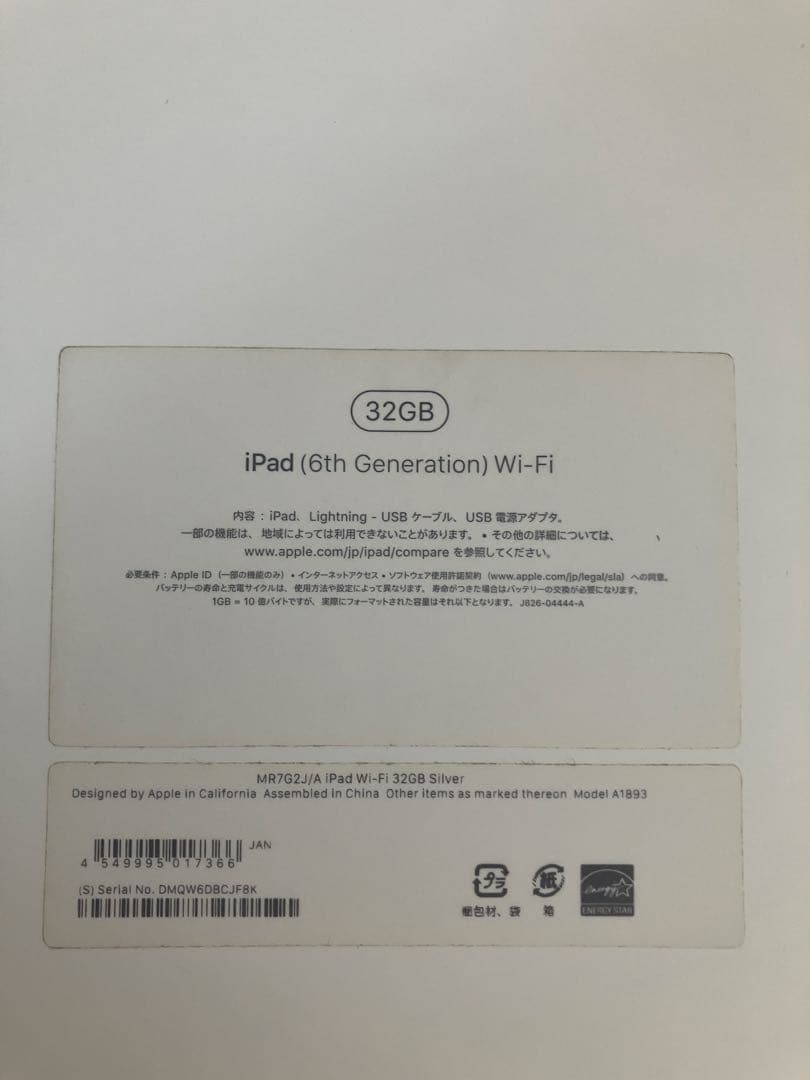 32GB
iPad (6th Generation) Wi-Fi
内容 : iPad、Lightning - USB ケーブル、USB 電源アダプタ。
一部の機能は、地域によっては利用できないことがあります。• その他の詳細については、
www.apple.com/jp/ipad/compare を参照してください。
必要条件 : Apple ID（一部の機能のみ）• インターネットアクセス • ソフトウェア使用許諾契約（www.apple.com/jp/legal/sla）への同意。
バッテリーの寿命と充電サイクルは、使用方法や設定によって異なります。寿命がつきた場合はバッテリーの交換が必要になります。
1GB = 10 億バイトですが、実際にフォーマットされた容量はそれ以下となります。J826-04444-A
MR7G2J/A iPad Wi-Fi 32GB Silver
Designed by Apple in California Assembled in China Other items as marked thereon Model A1893
JAN
4 549995 017366
(S) Serial No. DMQW6DBCJF8K
プラ
紙
energy
ENERGY STAR
梱包材、袋
箱